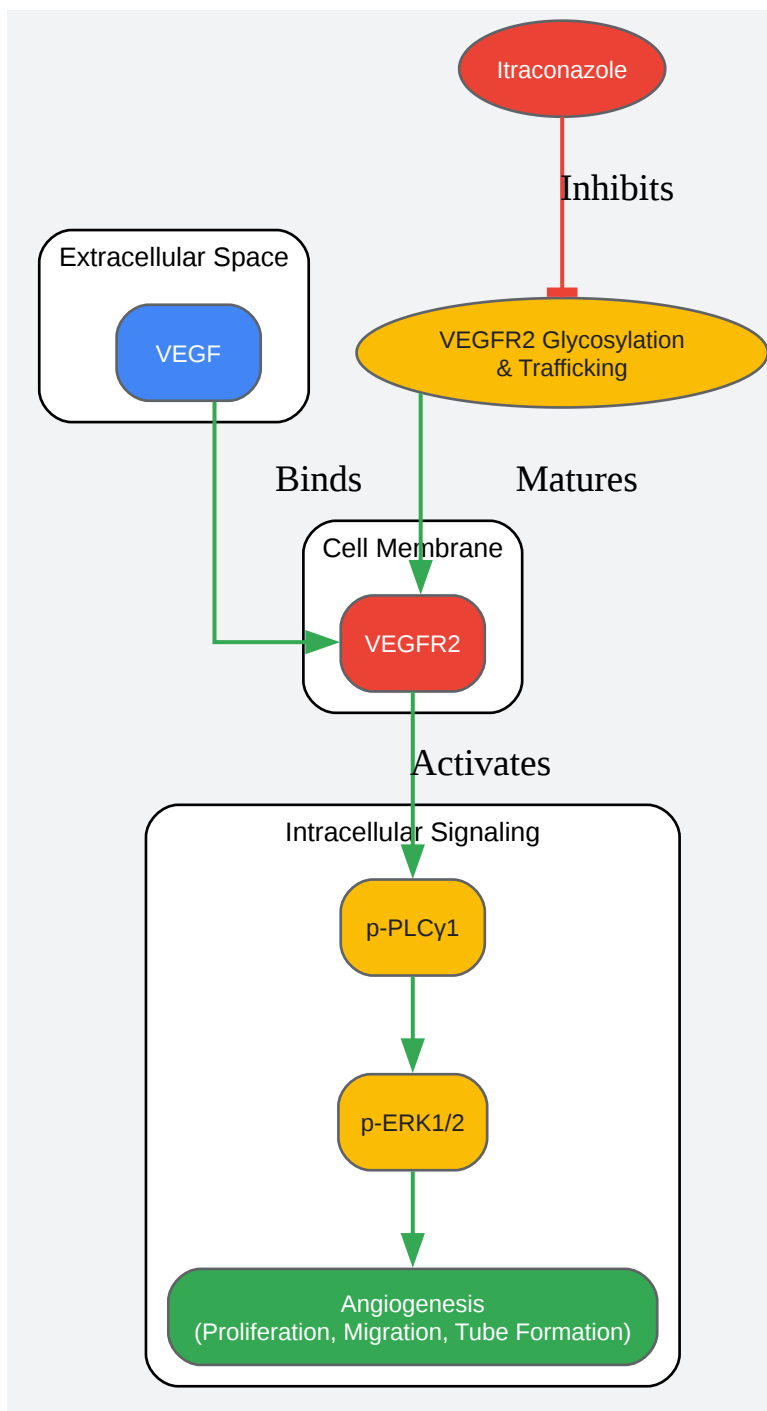 Itraconazole
Inhibits
Extracellular Space
VEGF
VEGFR2 Glycosylation
& Trafficking
Binds
Matures
Cell Membrane
VEGFR2
Activates
Intracellular Signaling
p-PLCγ1
p-ERK1/2
Angiogenesis
(Proliferation, Migration, Tube Formation)